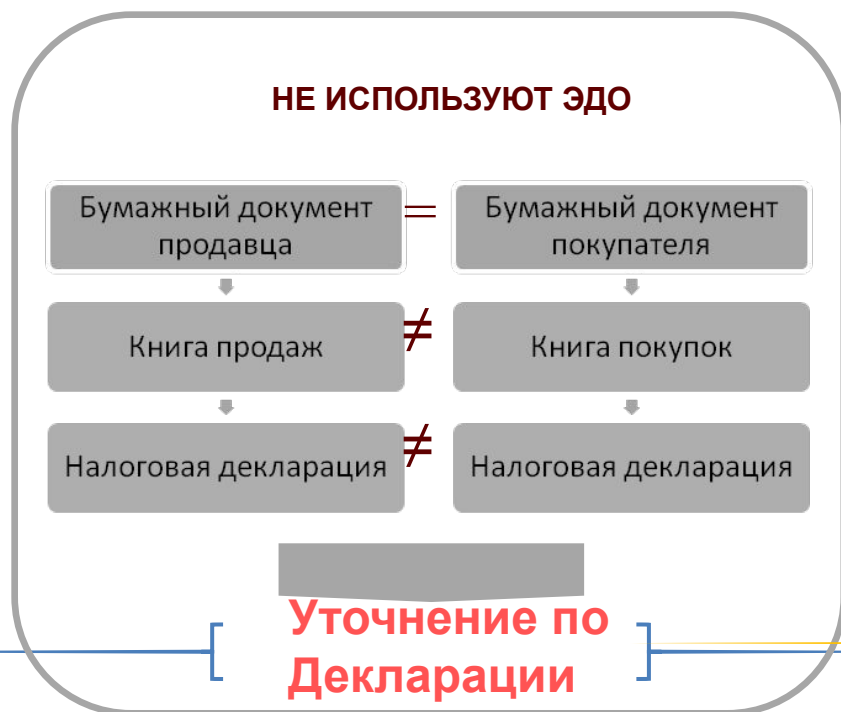 НЕ ИСПОЛЬЗУЮТ ЭДО
Бумажный документ
продавца
=
Бумажный документ
покупателя
Книга продаж
≠
Книга покупок
Налоговая декларация
≠
Налоговая декларация
Уточнение по
Декларации